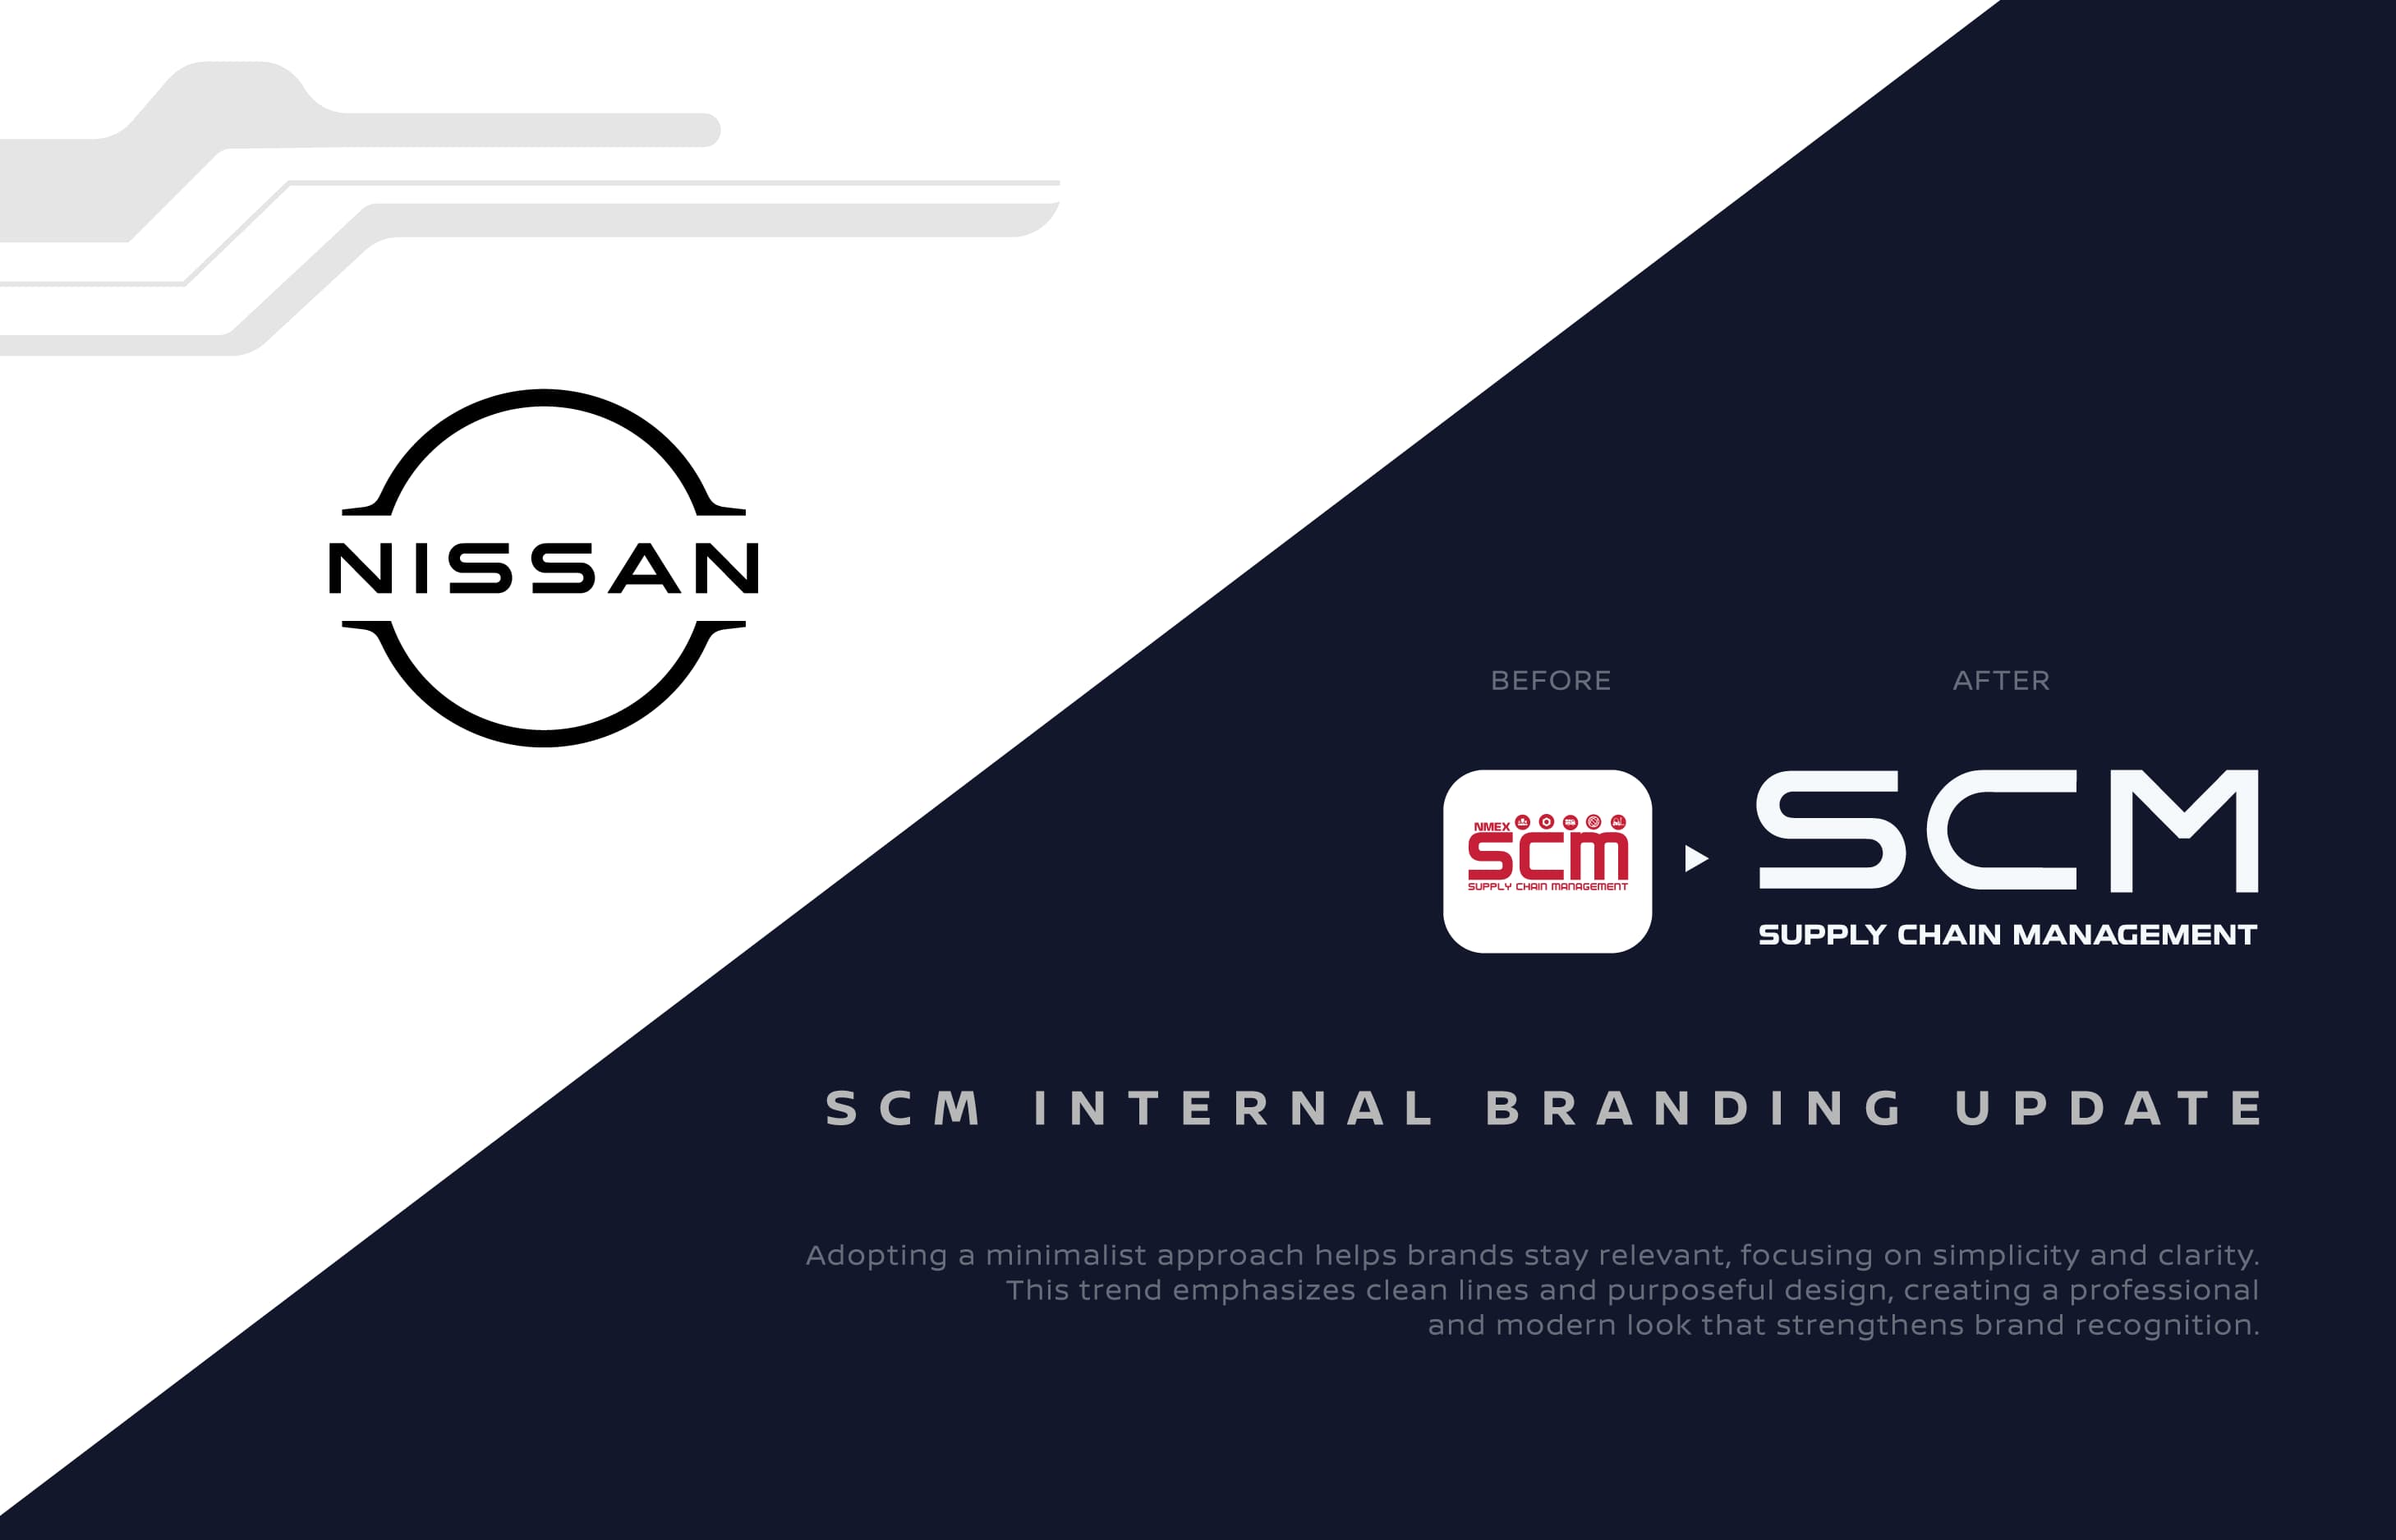 NISSAN
BEFORE
AFTER
NMEX
SCM
SUPPLY CHAIN MANAGEMENT
SCM
SUPPLY CHAIN MANAGEMENT
SCM INTERNAL BRANDING UPDATE
Adopting a minimalist approach helps brands stay relevant, focusing on simplicity and clarity.
This trend emphasizes clean lines and purposeful design, creating a professional
and modern look that strengthens brand recognition.